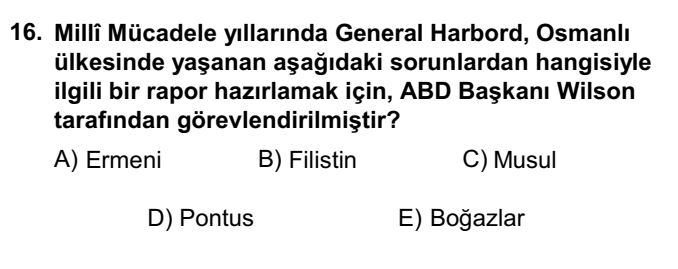 16. Millî Mücadele yıllarında General Harbord, Osmanlı
ülkesinde yaşanan aşağıdaki sorunlardan hangisiyle
ilgili bir rapor hazırlamak için, ABD Başkanı Wilson
tarafından görevlendirilmiştir?
A) Ermeni B) Filistin C) Musul
D) Pontus E) Boğazlar